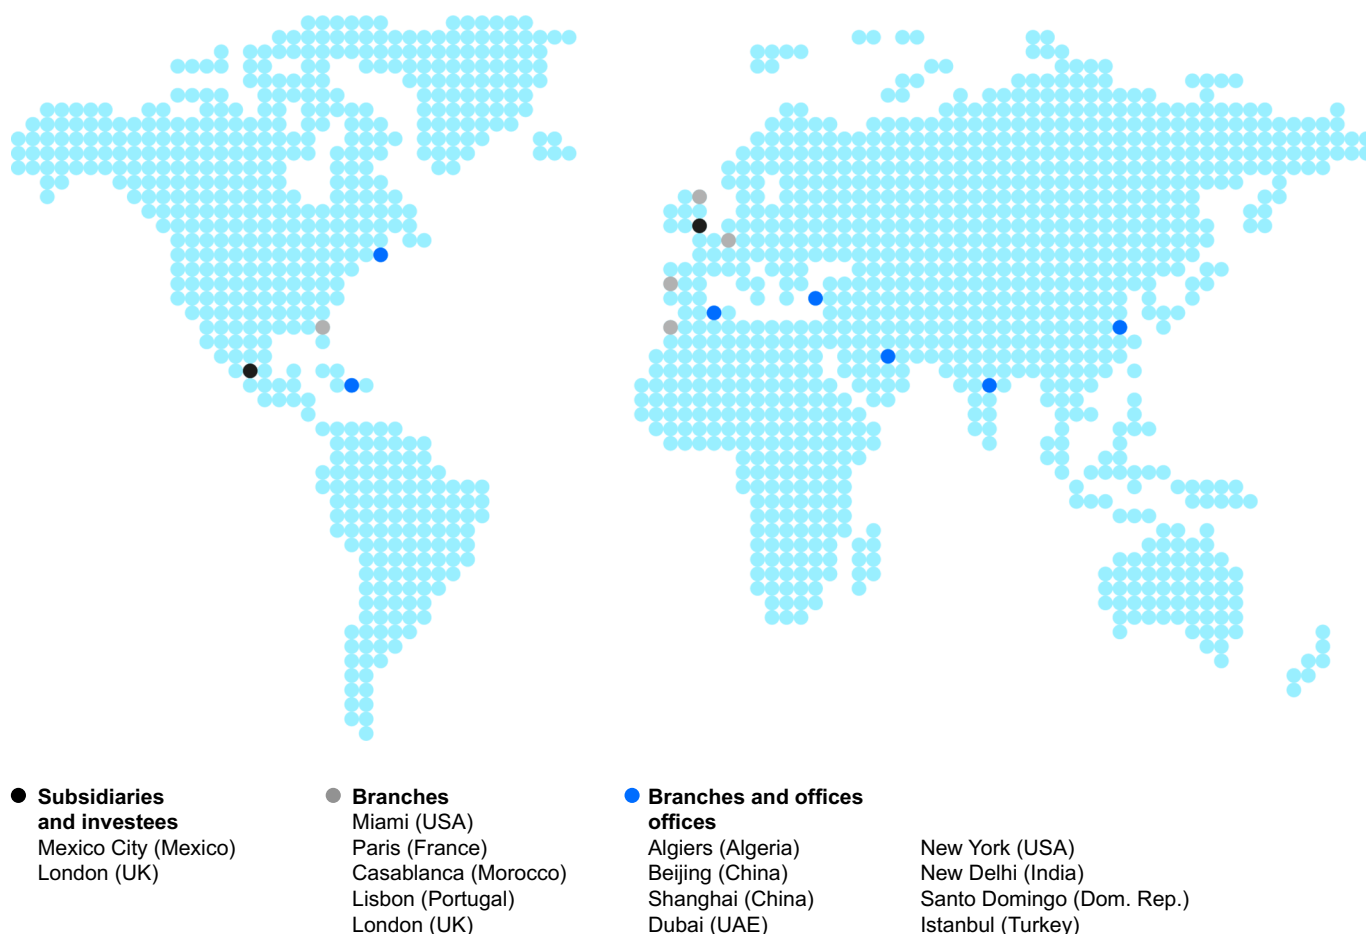 Subsidiaries
and investees
Mexico City (Mexico)
London (UK)
Branches
Miami (USA)
Paris (France)
Casablanca (Morocco)
Lisbon (Portugal)
London (UK)
Branches and offices
offices
Algiers (Algeria)
Beijing (China)
Shanghai (China)
Dubai (UAE)
New York (USA)
New Delhi (India)
Santo Domingo (Dom. Rep.)
Istanbul (Turkey)